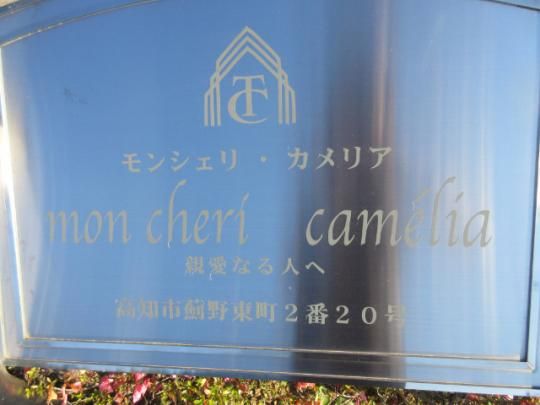 TC
モンシェリ・カメリア
mon cheri camélia
親愛なる人へ
高知市薊野東町２番２０号